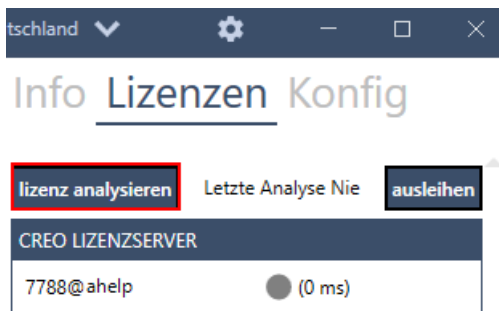 tschland
Info Lizenzen Konfig
lizenz analysieren Letzte Analyse Nie ausleihen
CREO LIZENZSERVER
7788@ahelp (0 ms)